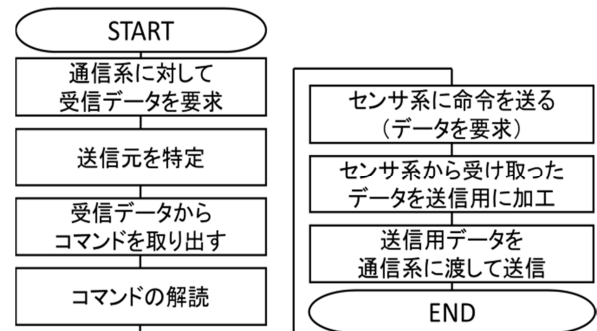 START
通信系に対して
受信データを要求
送信元を特定
受信データから
コマンドを取り出す
コマンドの解読
センサ系に命令を送る
（データを要求）
センサ系から受け取った
データを送信用に加工
送信用データを
通信系に渡して送信
END